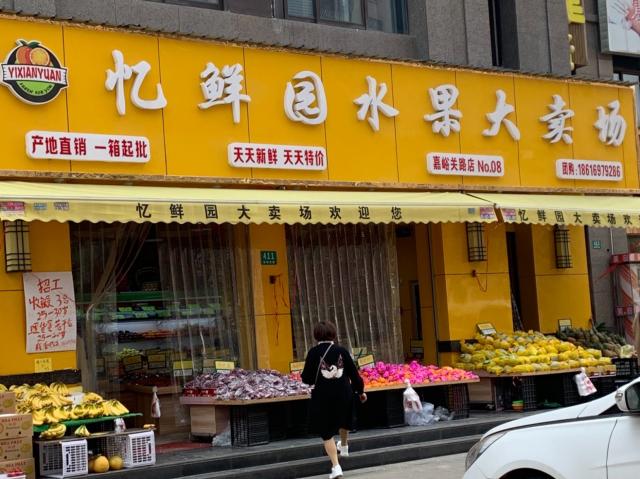 YIXIANYUAN
忆鲜园水果大卖场
产地直销 一箱起批
天天新鲜 天天特价
嘉峪关路店 No.08
团购:18616979286
忆鲜园大卖场欢迎您
忆鲜园大卖场欢
411
招工